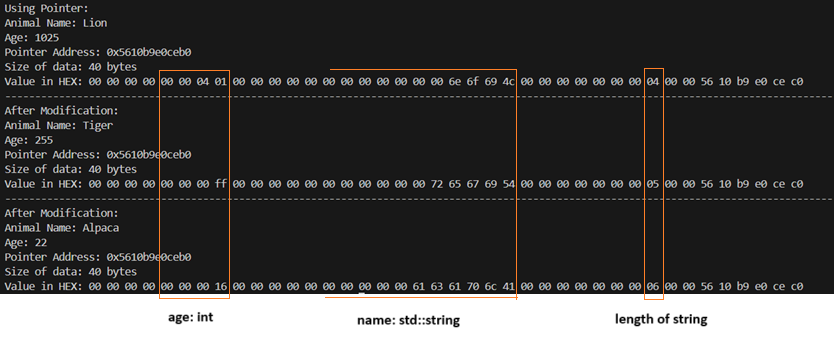 Using Pointer:
Animal Name: Lion
Age: 1025
Pointer Address: 0x5610b9e0ceb0
Size of data: 40 bytes
Value in HEX: 00 00 00 00 00 00 04 01 00 00 00 00 00 00 00 00 00 00 00 00 6e 6f 69 4c 00 00 00 00 00 00 00 04 00 00 56 10 b9 e0 ce c0
After Modification:
Animal Name: Tiger
Age: 255
Pointer Address: 0x5610b9e0ceb0
Size of data: 40 bytes
Value in HEX: 00 00 00 00 00 00 00 ff 00 00 00 00 00 00 00 00 00 00 00 72 65 67 69 54 00 00 00 00 00 00 00 05 00 00 56 10 b9 e0 ce c0
After Modification:
Animal Name: Alpaca
Age: 22
Pointer Address: 0x5610b9e0ceb0
Size of data: 40 bytes
Value in HEX: 00 00 00 00 00 00 00 16 00 00 00 00 00 00 00 00 00 00 61 63 61 70 6c 41 00 00 00 00 00 00 00 06 00 00 56 10 b9 e0 ce c0
age: int
name: std::string
length of string